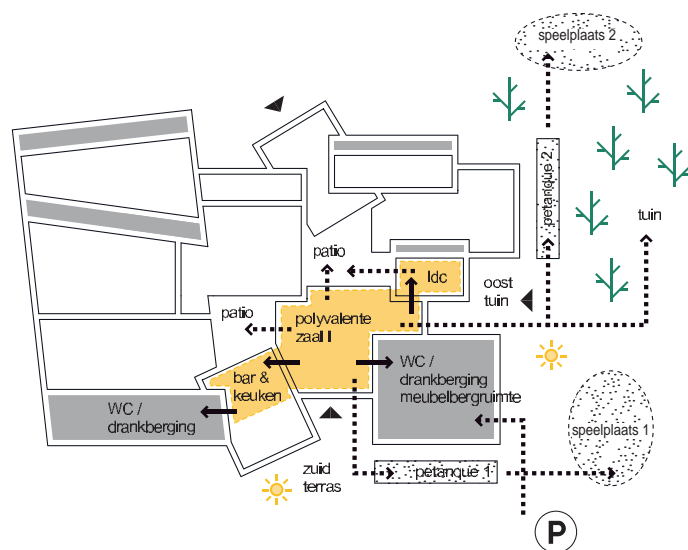 speelplaats 2
petanque 2
tuin
patio
ldc
oost
tuin
patio
polyvalente
zaal I
WC /
drankberging
meubelbergruimte
bar &
keuken
WC /
drankberging
speelplaats 1
zuid
terras
petanque 1
P